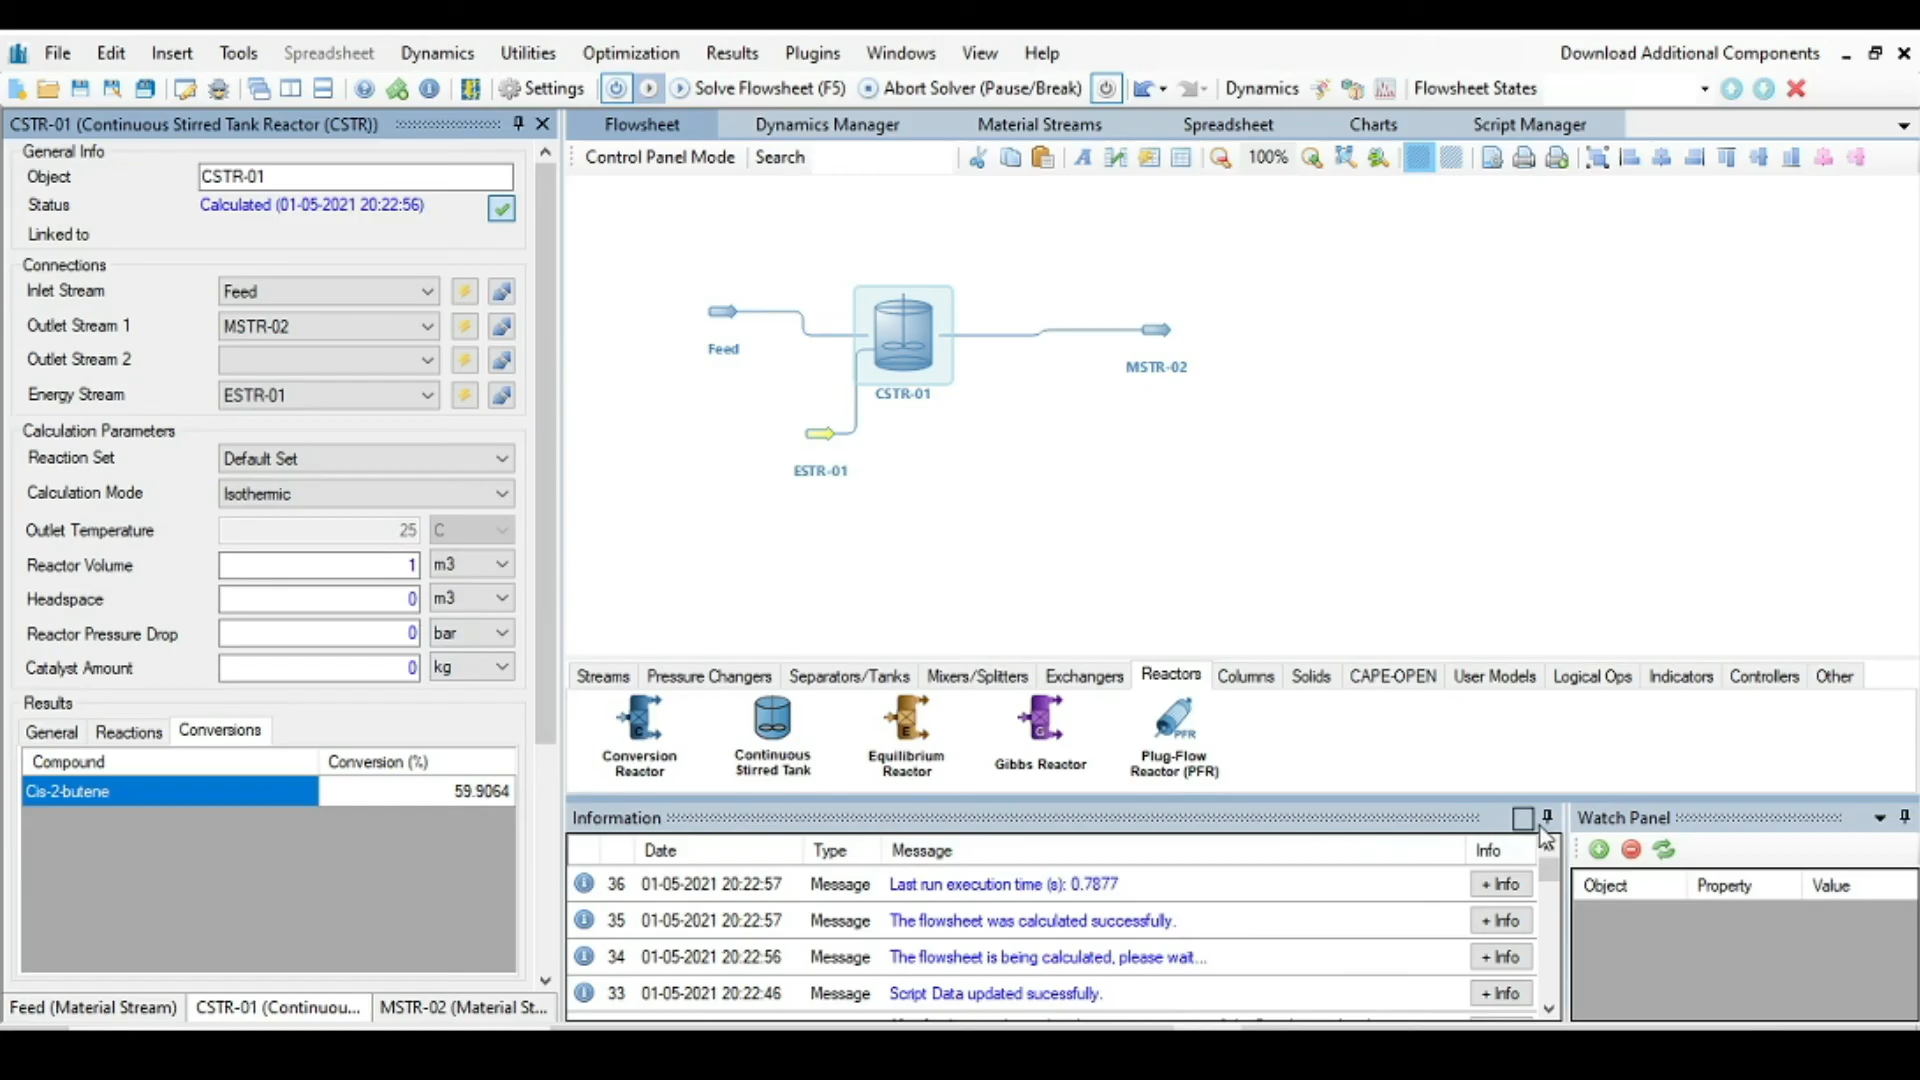 File Edit Insert Tools Spreadsheet Dynamics Utilities Optimization Results Plugins Windows View Help Download Additional Components
Settings Solve Flowsheet (F5) Abort Solver (Pause/Break) Dynamics Flowsheet States
CSTR-01 (Continuous Stirred Tank Reactor (CSTR))
General Info
Object CSTR-01
Status Calculated (01-05-2021 20:22:56)
Linked to
Connections
Inlet Stream Feed
Outlet Stream 1 MSTR-02
Outlet Stream 2
Energy Stream ESTR-01
Calculation Parameters
Reaction Set Default Set
Calculation Mode Isothermic
Outlet Temperature 25 C
Reactor Volume 1 m3
Headspace 0 m3
Reactor Pressure Drop 0 bar
Catalyst Amount 0 kg
Results
General Reactions Conversions
Compound Conversion (%)
Cis-2-butene 59.9064
Feed (Material Stream) CSTR-01 (Continuou... MSTR-02 (Material St...
Flowsheet Dynamics Manager Material Streams Spreadsheet Charts Script Manager
Control Panel Mode Search 100%
Feed
CSTR-01
MSTR-02
ESTR-01
Streams Pressure Changers Separators/Tanks Mixers/Splitters Exchangers Reactors Columns Solids CAPE-OPEN User Models Logical Ops Indicators Controllers Other
Conversion Reactor
Continuous Stirred Tank
Equilibrium Reactor
Gibbs Reactor
PFR
Plug-Flow Reactor (PFR)
Information
Date Type Message Info
36 01-05-2021 20:22:57 Message Last run execution time (s): 0.7877 + Info
35 01-05-2021 20:22:57 Message The flowsheet was calculated successfully. + Info
34 01-05-2021 20:22:56 Message The flowsheet is being calculated, please wait... + Info
33 01-05-2021 20:22:46 Message Script Data updated sucessfully. + Info
Watch Panel
Object Property Value